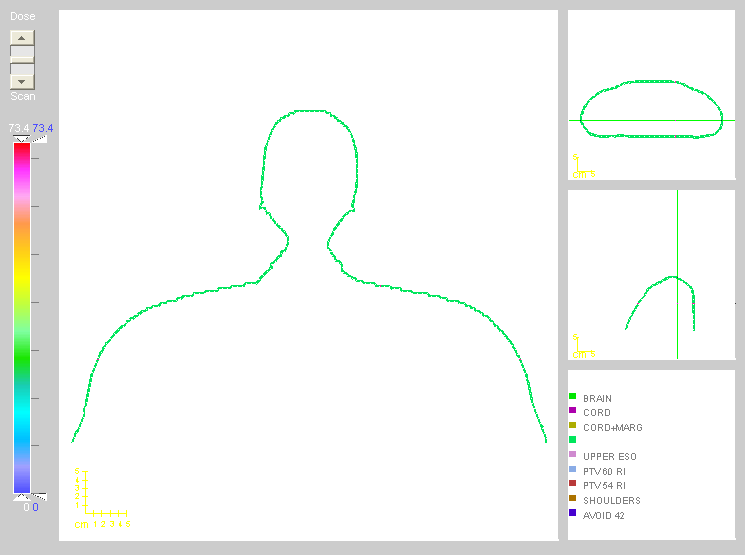 Dose
Scan
73.4 73.4
0 0
5
4
3
2
1
cm 1 2 3 4 5
5
cm 5
5
cm 5
BRAIN
CORD
CORD+MARG
UPPER ESO
PTV60 RI
PTV54 RI
SHOULDERS
AVOID 42